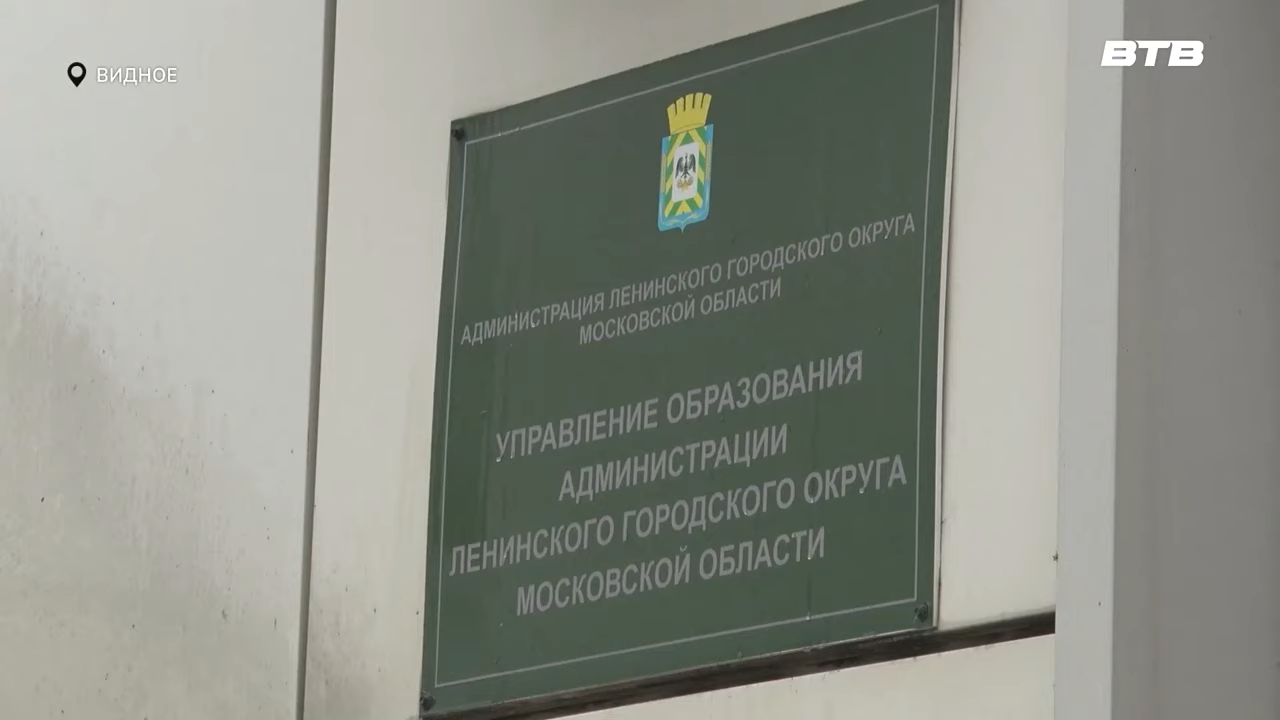 ВИДНОЕ
ВТВ
АДМИНИСТРАЦИЯ ЛЕНИНСКОГО ГОРОДСКОГО ОКРУГА
МОСКОВСКОЙ ОБЛАСТИ
УПРАВЛЕНИЕ ОБРАЗОВАНИЯ
АДМИНИСТРАЦИИ
ЛЕНИНСКОГО ГОРОДСКОГО ОКРУГА
МОСКОВСКОЙ ОБЛАСТИ